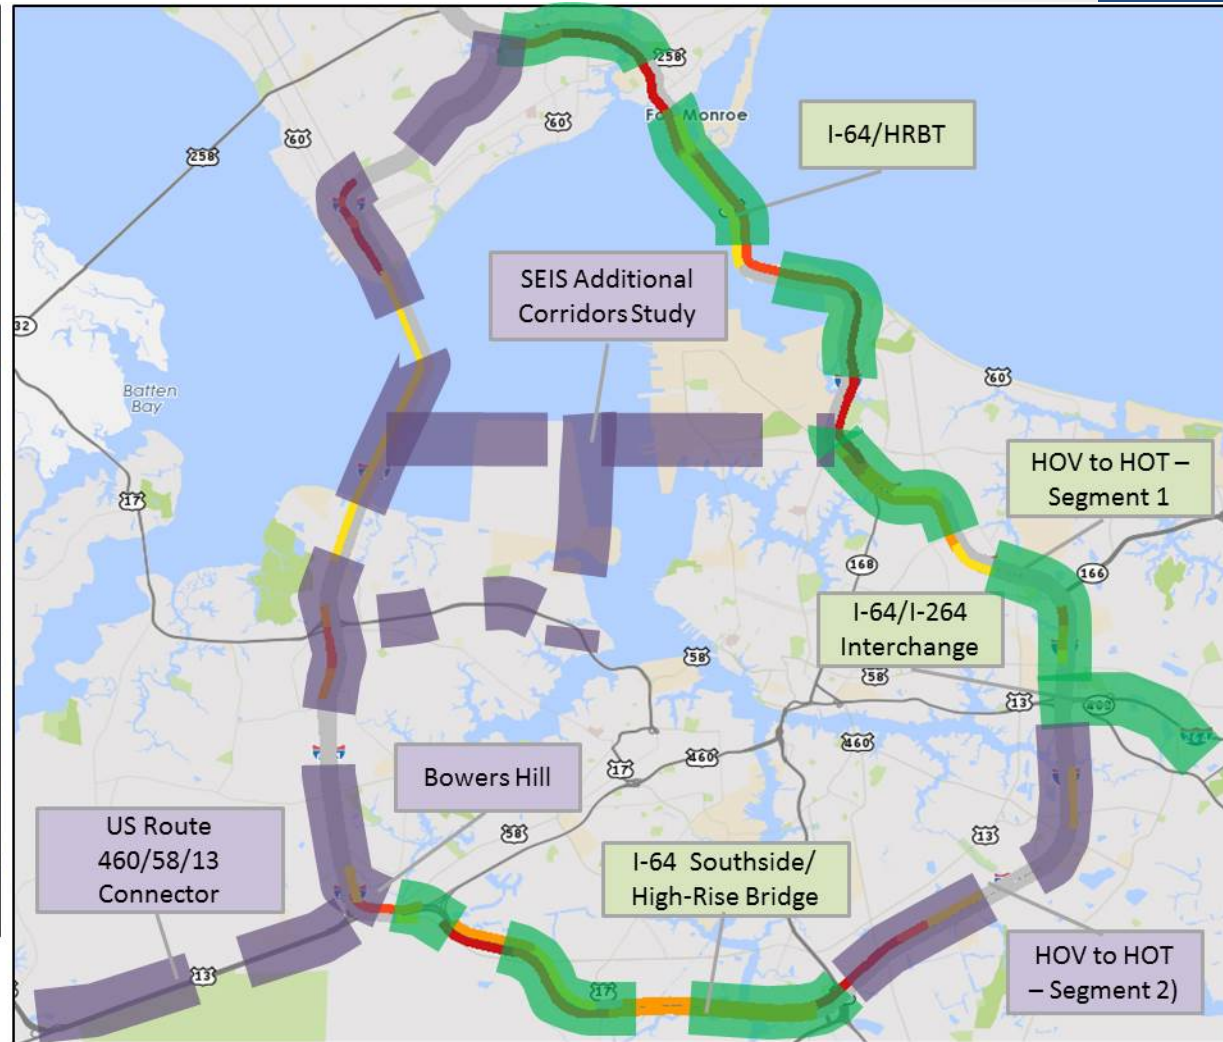 258
Monroe
60
60
258
I-64/HRBT
SEIS Additional
Corridors Study
32
Batten
Bay
60
17
HOV to HOT –
Segment 1
168
166
I-64/I-264
Interchange
58
58
13
460
17
460
Bowers Hill
US Route
460/58/13
Connector
58
13
I-64 Southside/
High-Rise Bridge
HOV to HOT
– Segment 2)
13
17